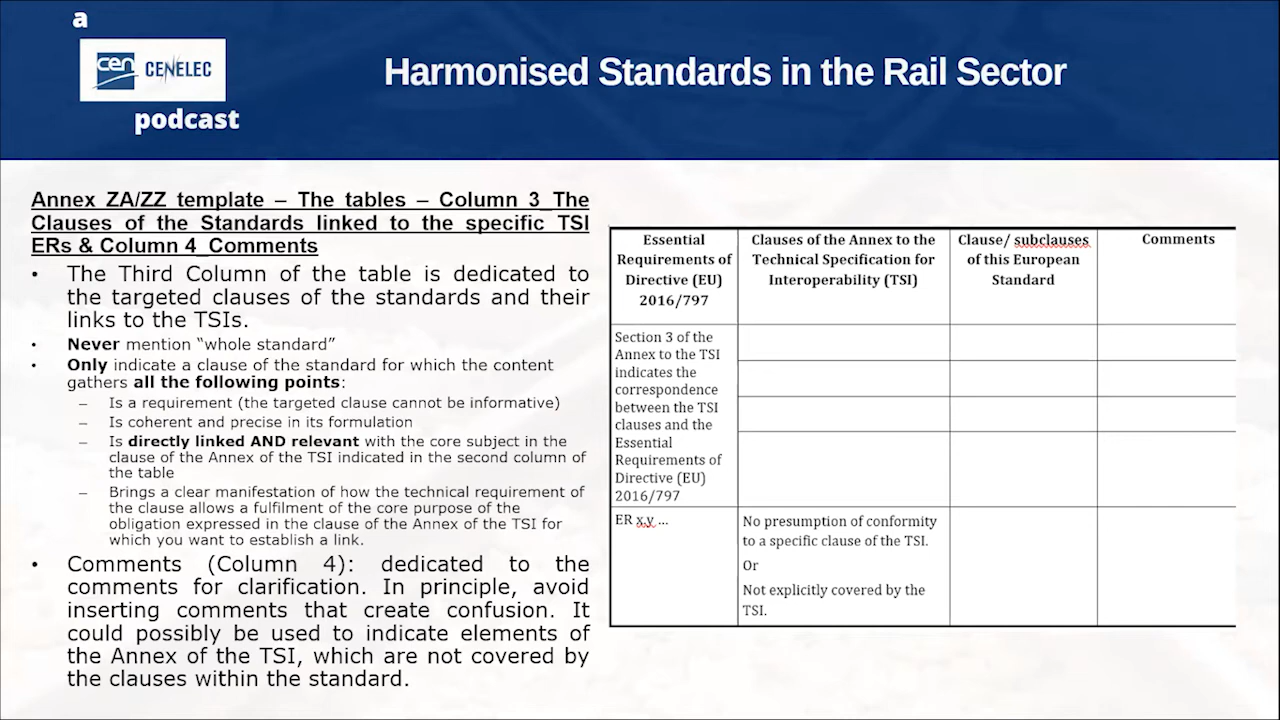 a
cen CENELEC
podcast
Harmonised Standards in the Rail Sector
Annex ZA/ZZ template – The tables – Column 3_The
Clauses of the Standards linked to the specific TSI
ERs & Column 4_Comments
• The Third Column of the table is dedicated to
the targeted clauses of the standards and their
links to the TSIs.
• Never mention “whole standard”
• Only indicate a clause of the standard for which the content
gathers all the following points:
– Is a requirement (the targeted clause cannot be informative)
– Is coherent and precise in its formulation
– Is directly linked AND relevant with the core subject in the
clause of the Annex of the TSI indicated in the second column of
the table
– Brings a clear manifestation of how the technical requirement of
the clause allows a fulfilment of the core purpose of the
obligation expressed in the clause of the Annex of the TSI for
which you want to establish a link.
• Comments (Column 4): dedicated to the
comments for clarification. In principle, avoid
inserting comments that create confusion. It
could possibly be used to indicate elements of
the Annex of the TSI, which are not covered by
the clauses within the standard.
Essential
Requirements of
Directive (EU)
2016/797
Clauses of the Annex to the
Technical Specification for
Interoperability (TSI)
Clause/ subclauses
of this European
Standard
Comments
Section 3 of the
Annex to the TSI
indicates the
correspondence
between the TSI
clauses and the
Essential
Requirements of
Directive (EU)
2016/797
ER x.y ...
No presumption of conformity
to a specific clause of the TSI.
Or
Not explicitly covered by the
TSI.